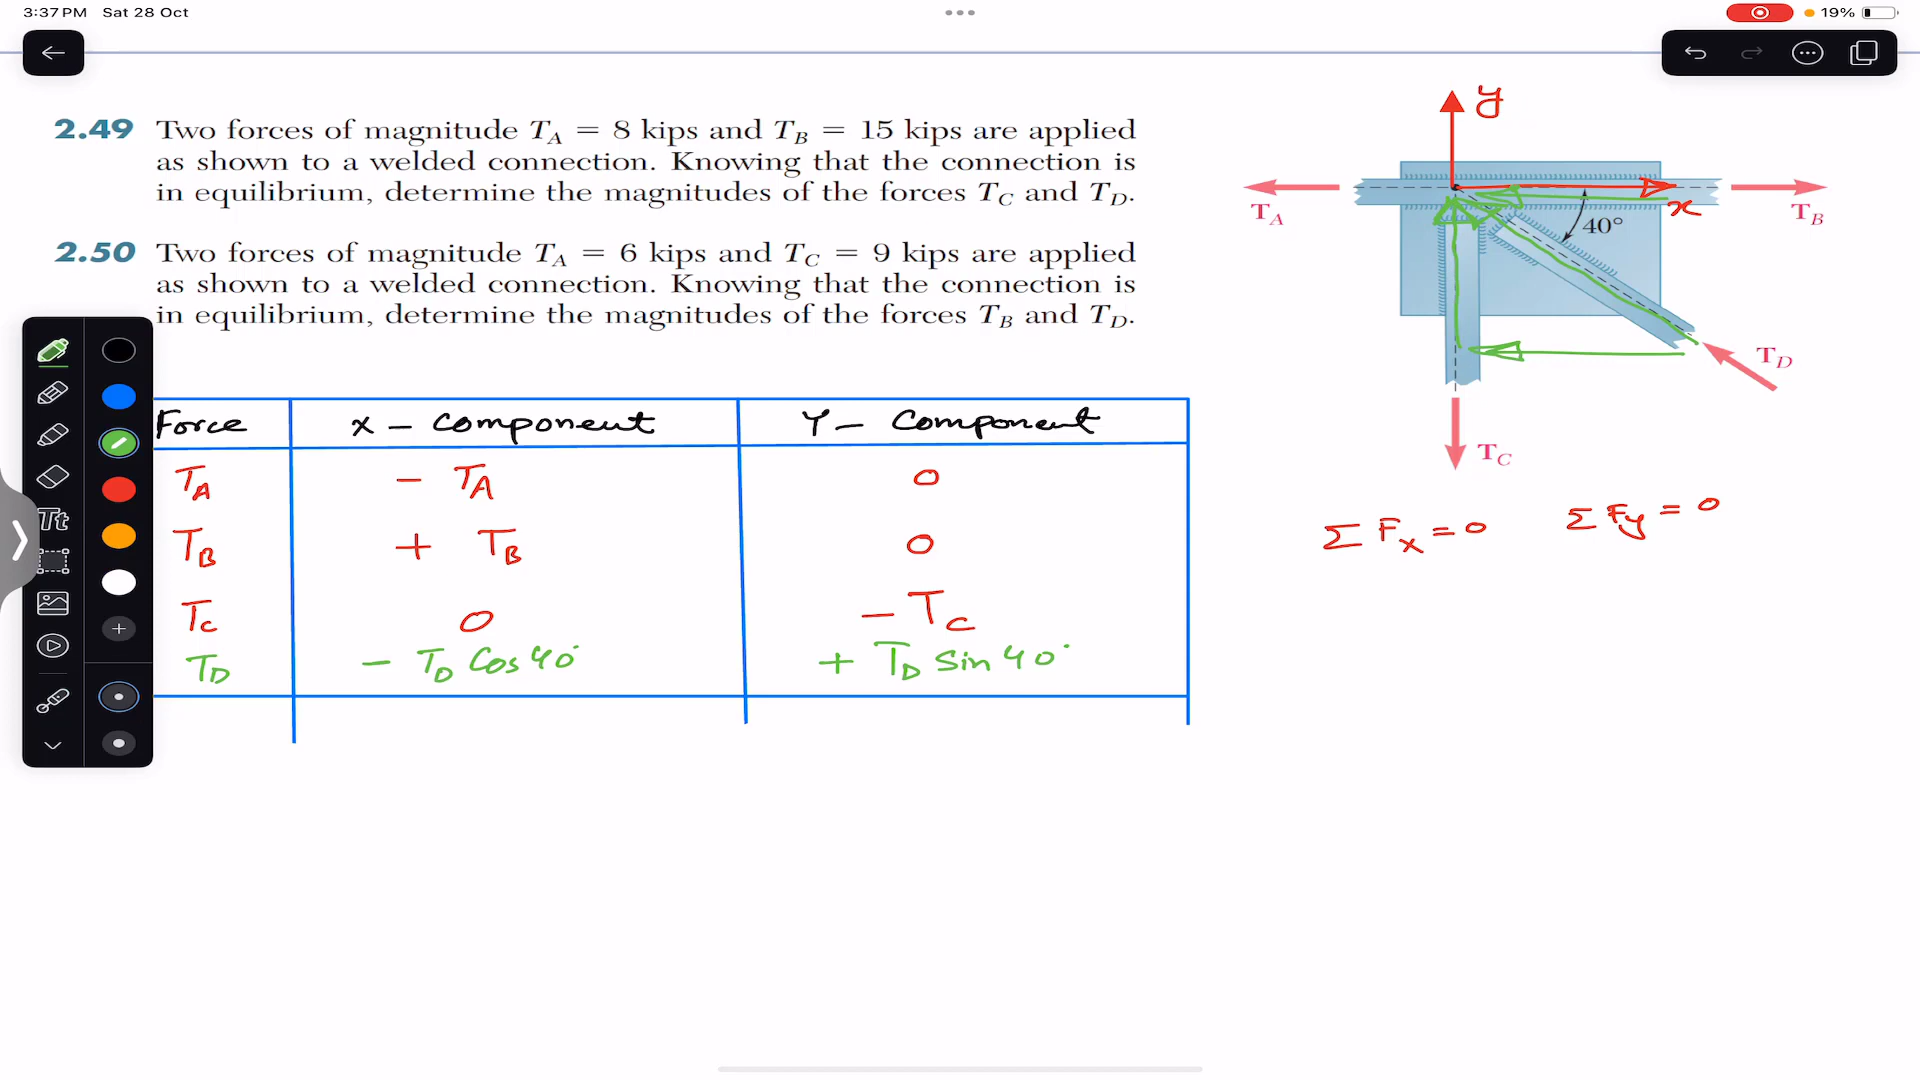 3:37 PM Sat 28 Oct
19%
2.49 Two forces of magnitude T_A = 8 kips and T_B = 15 kips are applied
as shown to a welded connection. Knowing that the connection is
in equilibrium, determine the magnitudes of the forces T_C and T_D.
2.50 Two forces of magnitude T_A = 6 kips and T_C = 9 kips are applied
as shown to a welded connection. Knowing that the connection is
in equilibrium, determine the magnitudes of the forces T_B and T_D.
y
x
T_A
T_B
40°
T_D
T_C
Tt
Force X - Component Y - Component
T_A - T_A 0
T_B + T_B 0
T_C 0 - T_C
T_D - T_D Cos 40° + T_D Sin 40°
Σ F_x = 0 Σ F_y = 0